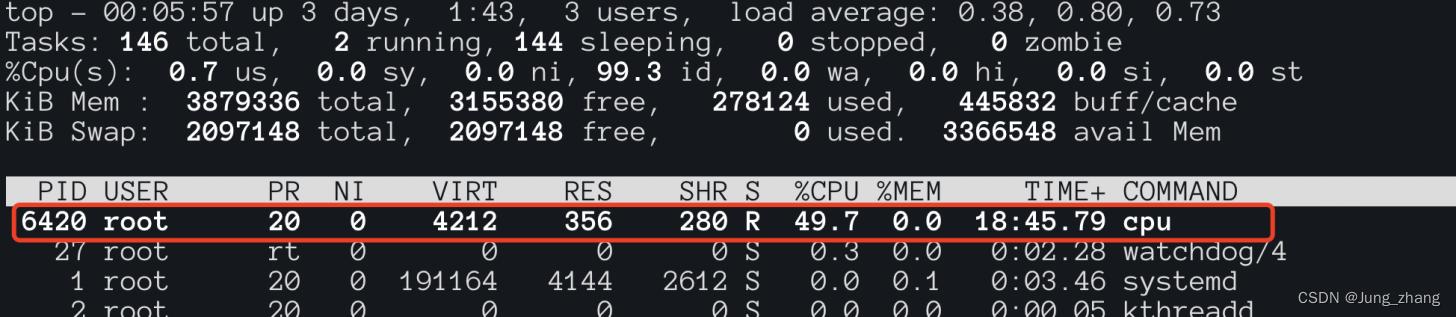 top - 00:05:57 up 3 days,  1:43,  3 users,  load average: 0.38, 0.80, 0.73
Tasks: 146 total,   2 running, 144 sleeping,   0 stopped,   0 zombie
%Cpu(s):  0.7 us,  0.0 sy,  0.0 ni, 99.3 id,  0.0 wa,  0.0 hi,  0.0 si,  0.0 st
KiB Mem :  3879336 total,  3155380 free,   278124 used,   445832 buff/cache
KiB Swap:  2097148 total,  2097148 free,        0 used.  3366548 avail Mem
PID USER      PR  NI    VIRT    RES    SHR S  %CPU %MEM     TIME+ COMMAND
6420 root      20   0    4212    356    280 R  49.7  0.0  18:45.79 cpu
27 root      rt   0       0      0      0 S   0.3  0.0   0:02.28 watchdog/4
1 root      20   0  191164   4144   2612 S   0.0  0.1   0:03.46 systemd
2 root      20   0       0      0      0 S   0.0  0.0   0:00.05 kthreadd
CSDN @Jung_zhang